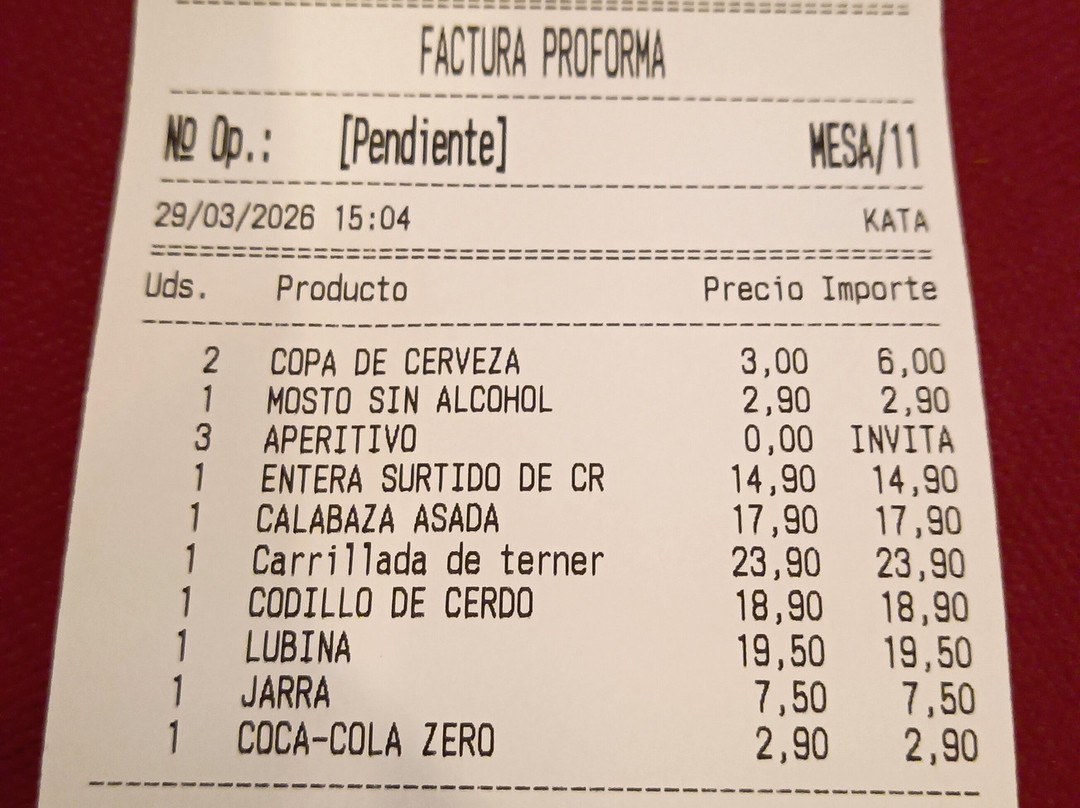 FACTURA PROFORMA
Nº Op.: [Pendiente] MESA/11
29/03/2026 15:04 KATA
Uds. Producto Precio Importe
2 COPA DE CERVEZA 3,00 6,00
1 MOSTO SIN ALCOHOL 2,90 2,90
3 APERITIVO 0,00 INVITA
1 ENTERA SURTIDO DE CR 14,90 14,90
1 CALABAZA ASADA 17,90 17,90
1 Carrillada de terner 23,90 23,90
1 CODILLO DE CERDO 18,90 18,90
1 LUBINA 19,50 19,50
1 JARRA 7,50 7,50
1 COCA-COLA ZERO 2,90 2,90